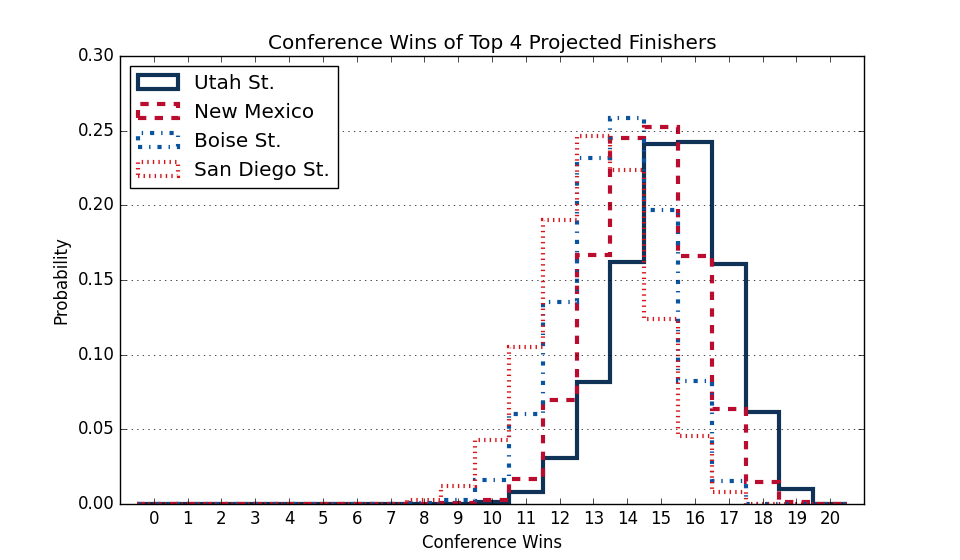 Conference Wins of Top 4 Projected Finishers
0.30
0.25
0.20
0.15
0.10
0.05
0.00
Probability
Utah St.
New Mexico
Boise St.
San Diego St.
0 1 2 3 4 5 6 7 8 9 10 11 12 13 14 15 16 17 18 19 20
Conference Wins